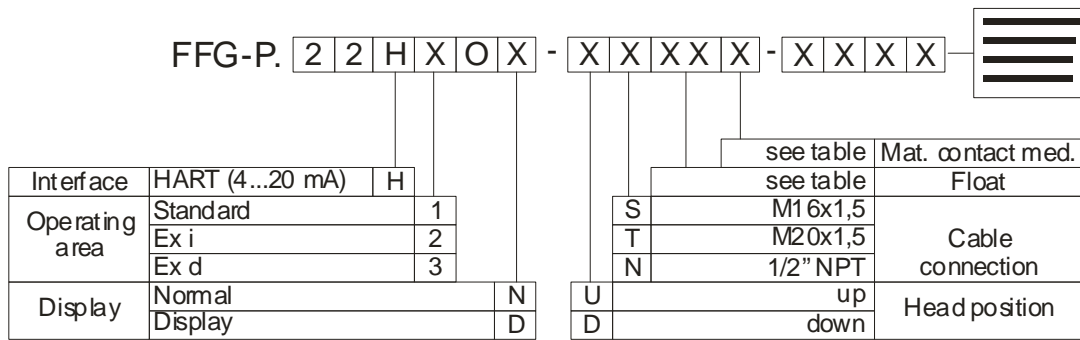 FFG-P. 2 2 H X O X - X X X X X - X X X X
see table Mat. contact med.
Interface HART (4...20 mA) H see table Float
Operating area Standard 1 S M16x1,5 Cable connection
Ex i 2 T M20x1,5
Ex d 3 N 1/2" NPT
Display Normal N U up Head position
Display D D down